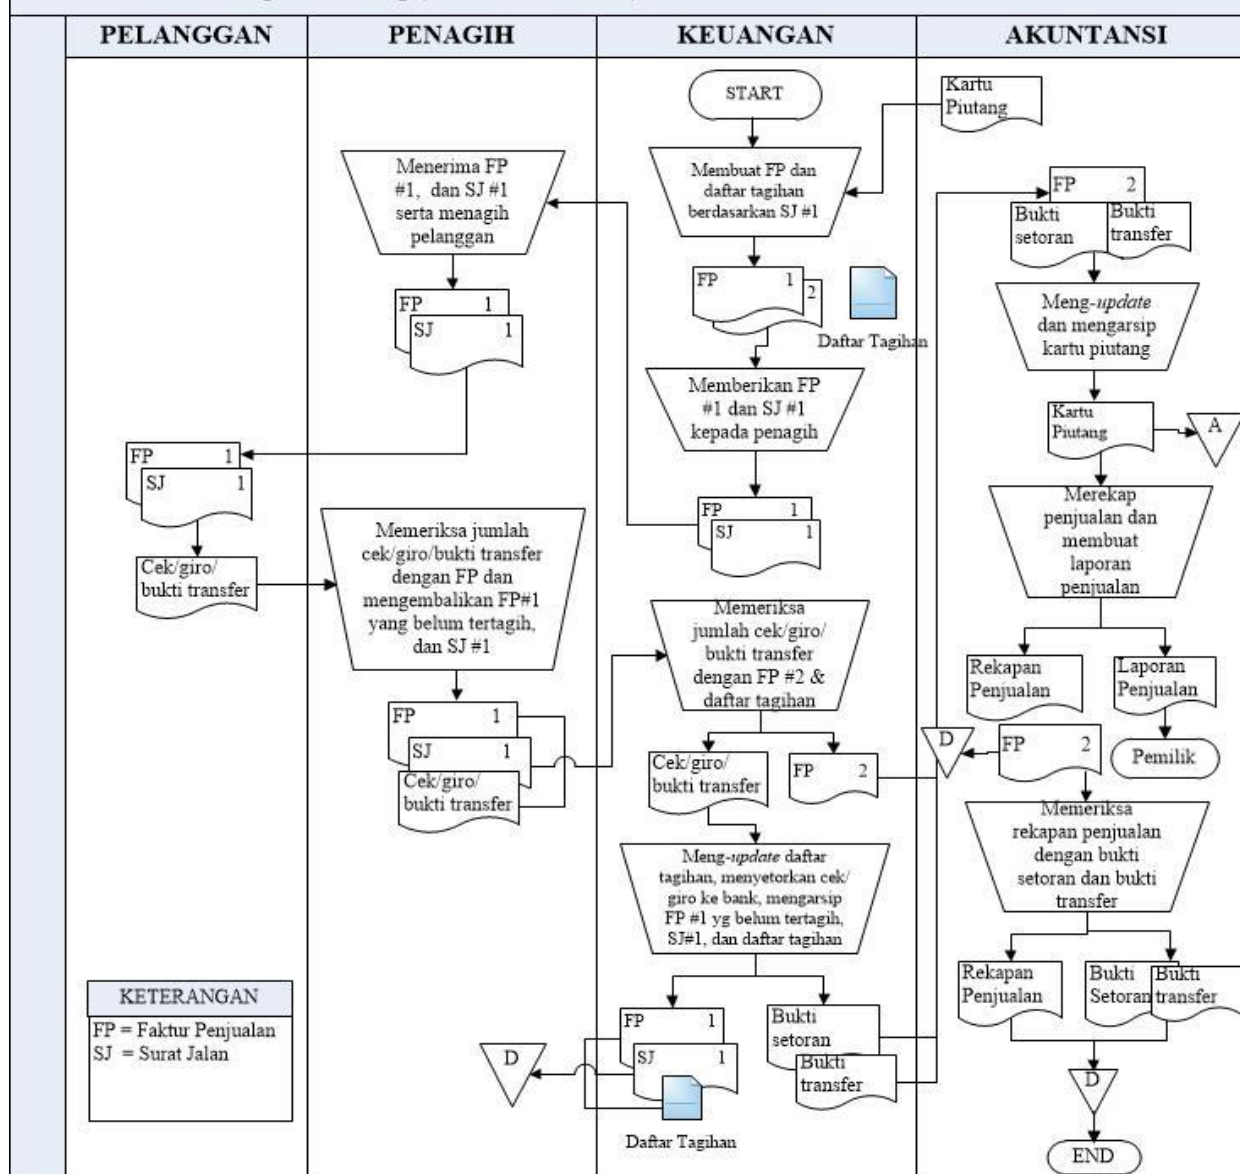 PELANGGAN
PENAGIH
KEUANGAN
AKUNTANSI
START
Kartu
Piutang
Menerima FP
#1, dan SJ #1
serta menagih
pelanggan
Membuat FP dan
daftar tagihan
berdasarkan SJ #1
FP 2
Bukti
setoran
Bukti
transfer
FP 1
2
Daftar Tagihan
FP 1
SJ 1
Meng-update
dan mengarsip
kartu piutang
Memberikan FP
#1 dan SJ #1
kepada penagih
Kartu
Piutang
A
FP 1
SJ 1
FP 1
SJ 1
Merekap
penjualan dan
membuat
laporan
penjualan
Cek/giro/
bukti transfer
Memeriksa jumlah
cek/giro/bukti transfer
dengan FP dan
mengembalikan FP#1
yang belum tertagih,
dan SJ #1
Memeriksa
jumlah cek/giro/
bukti transfer
dengan FP #2 &
daftar tagihan
Rekapan
Penjualan
Laporan
Penjualan
FP 1
SJ 1
Cek/giro/
bukti transfer
Cek/giro/
bukti transfer
FP 2
D
FP 2
Pemilik
Memeriksa
rekapan penjualan
dengan bukti
setoran dan bukti
transfer
Meng-update daftar
tagihan, menyetorkan cek/
giro ke bank, mengarsip
FP #1 yg belum tertagih,
SJ#1, dan daftar tagihan
Rekapan
Penjualan
Bukti
Setoran
Bukti
transfer
KETERANGAN
FP = Faktur Penjualan
SJ = Surat Jalan
D
FP 1
SJ 1
Daftar Tagihan
Bukti
setoran
Bukti
transfer
D
END